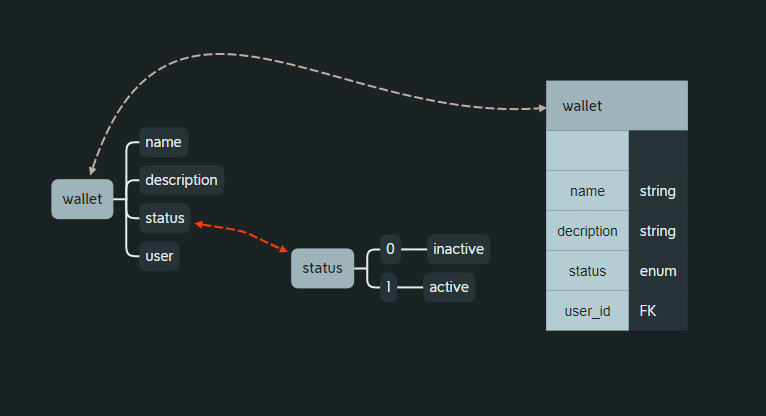 wallet
name
description
status
user
status
0 inactive
1 active
wallet
name string
decription string
status enum
user_id FK